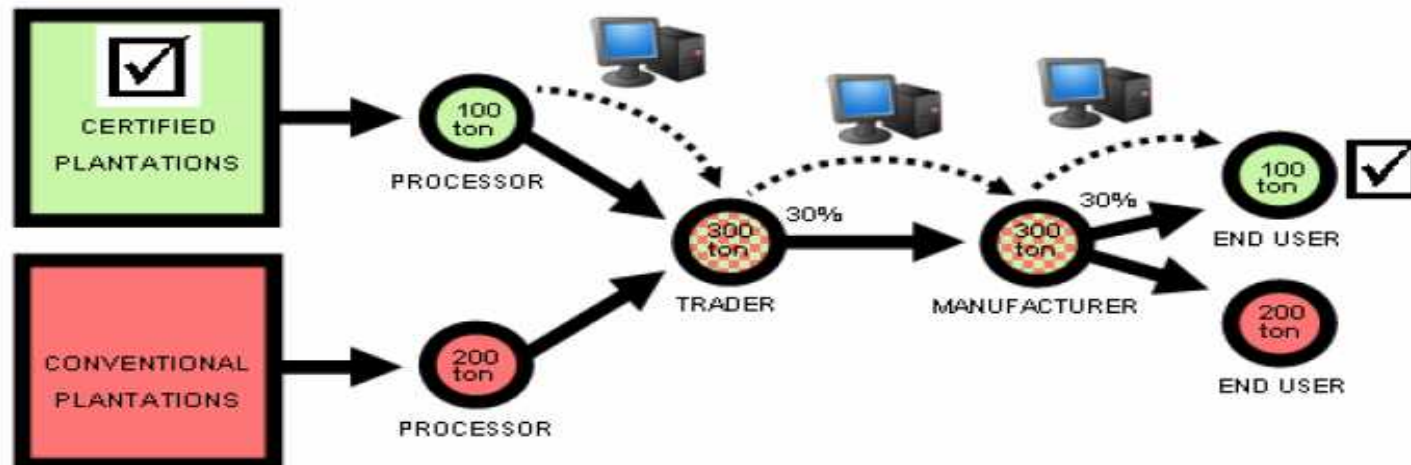 CERTIFIED
PLANTATIONS
100
ton
PROCESSOR
CONVENTIONAL
PLANTATIONS
200
ton
PROCESSOR
300
ton
TRADER
30%
300
ton
MANUFACTURER
30%
100
ton
END USER
200
ton
END USER